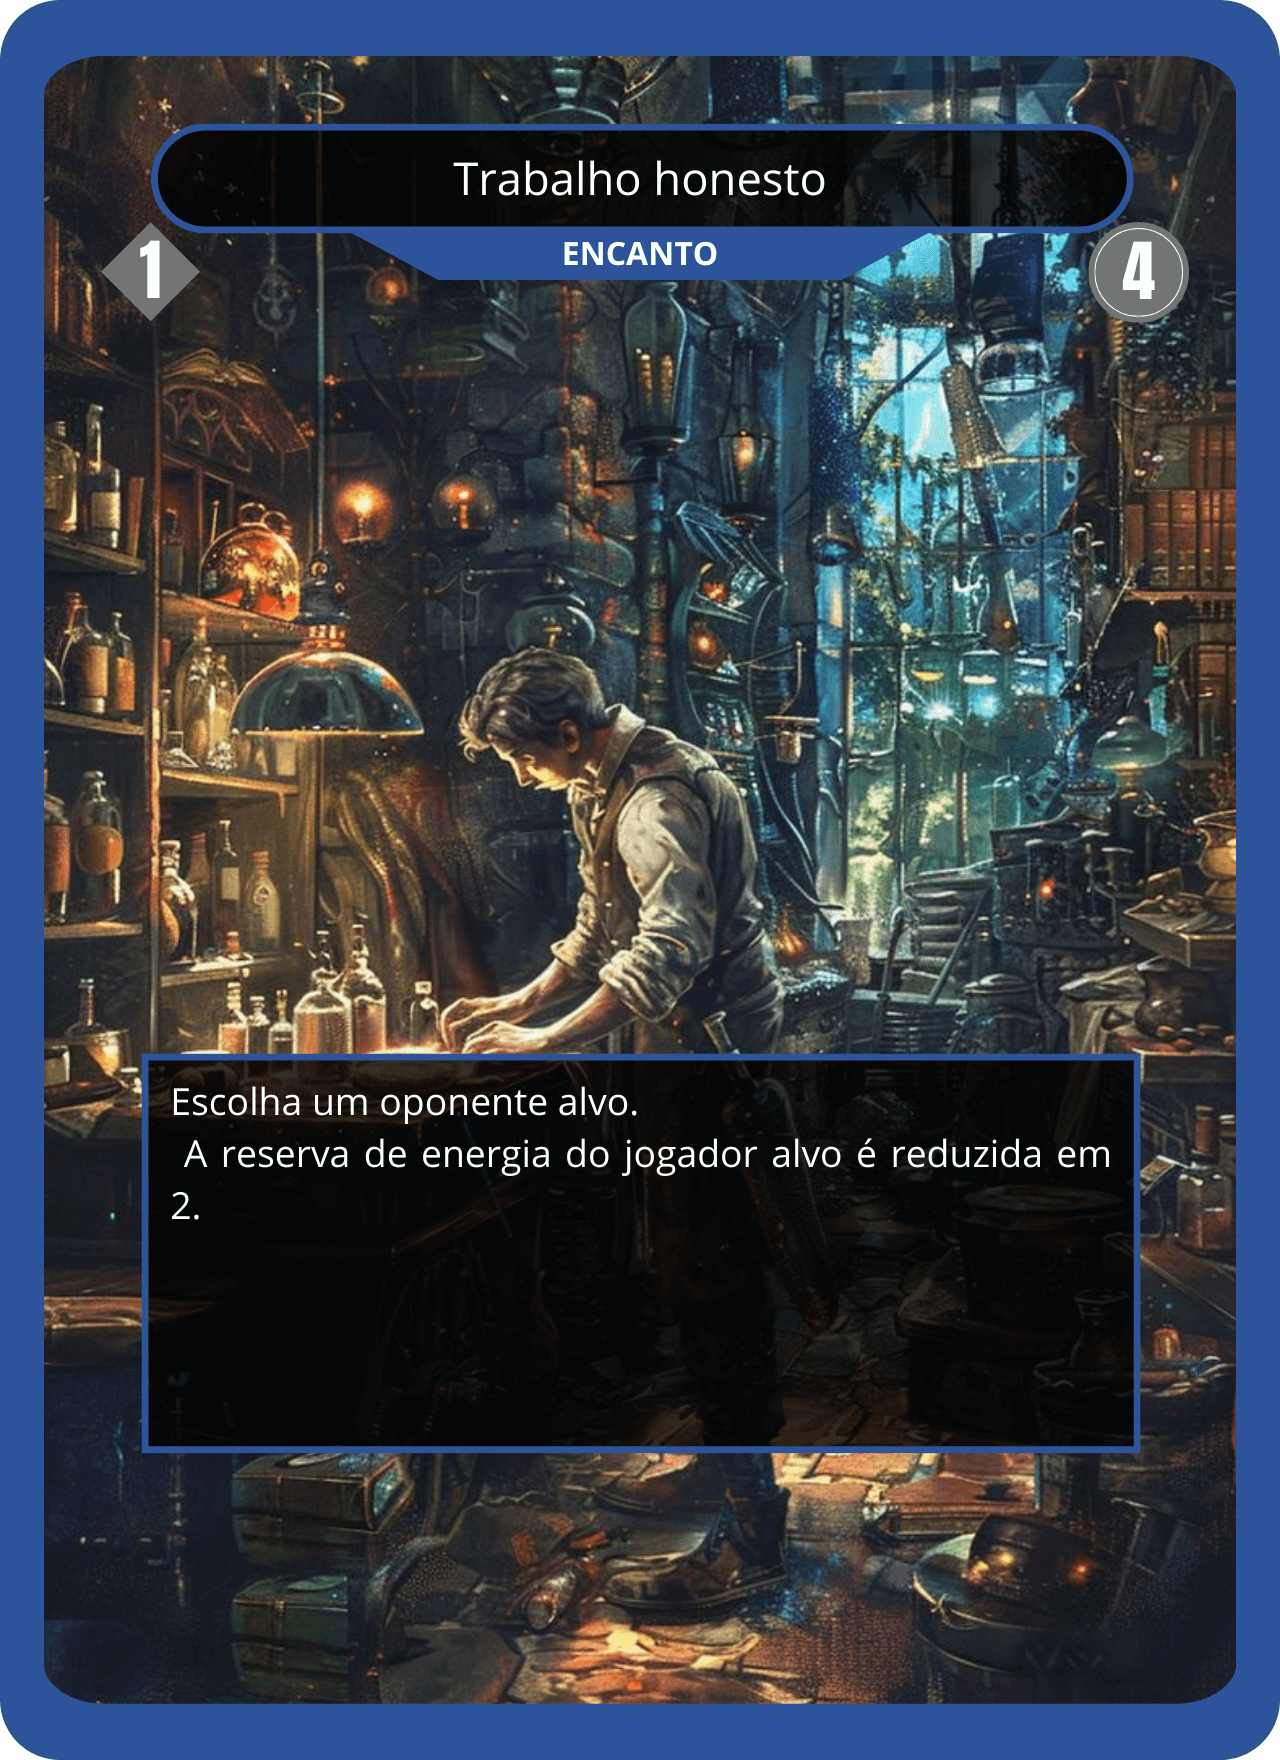 Trabalho honesto
ENCANTO
1
4
Escolha um oponente alvo.
A reserva de energia do jogador alvo é reduzida em
2.